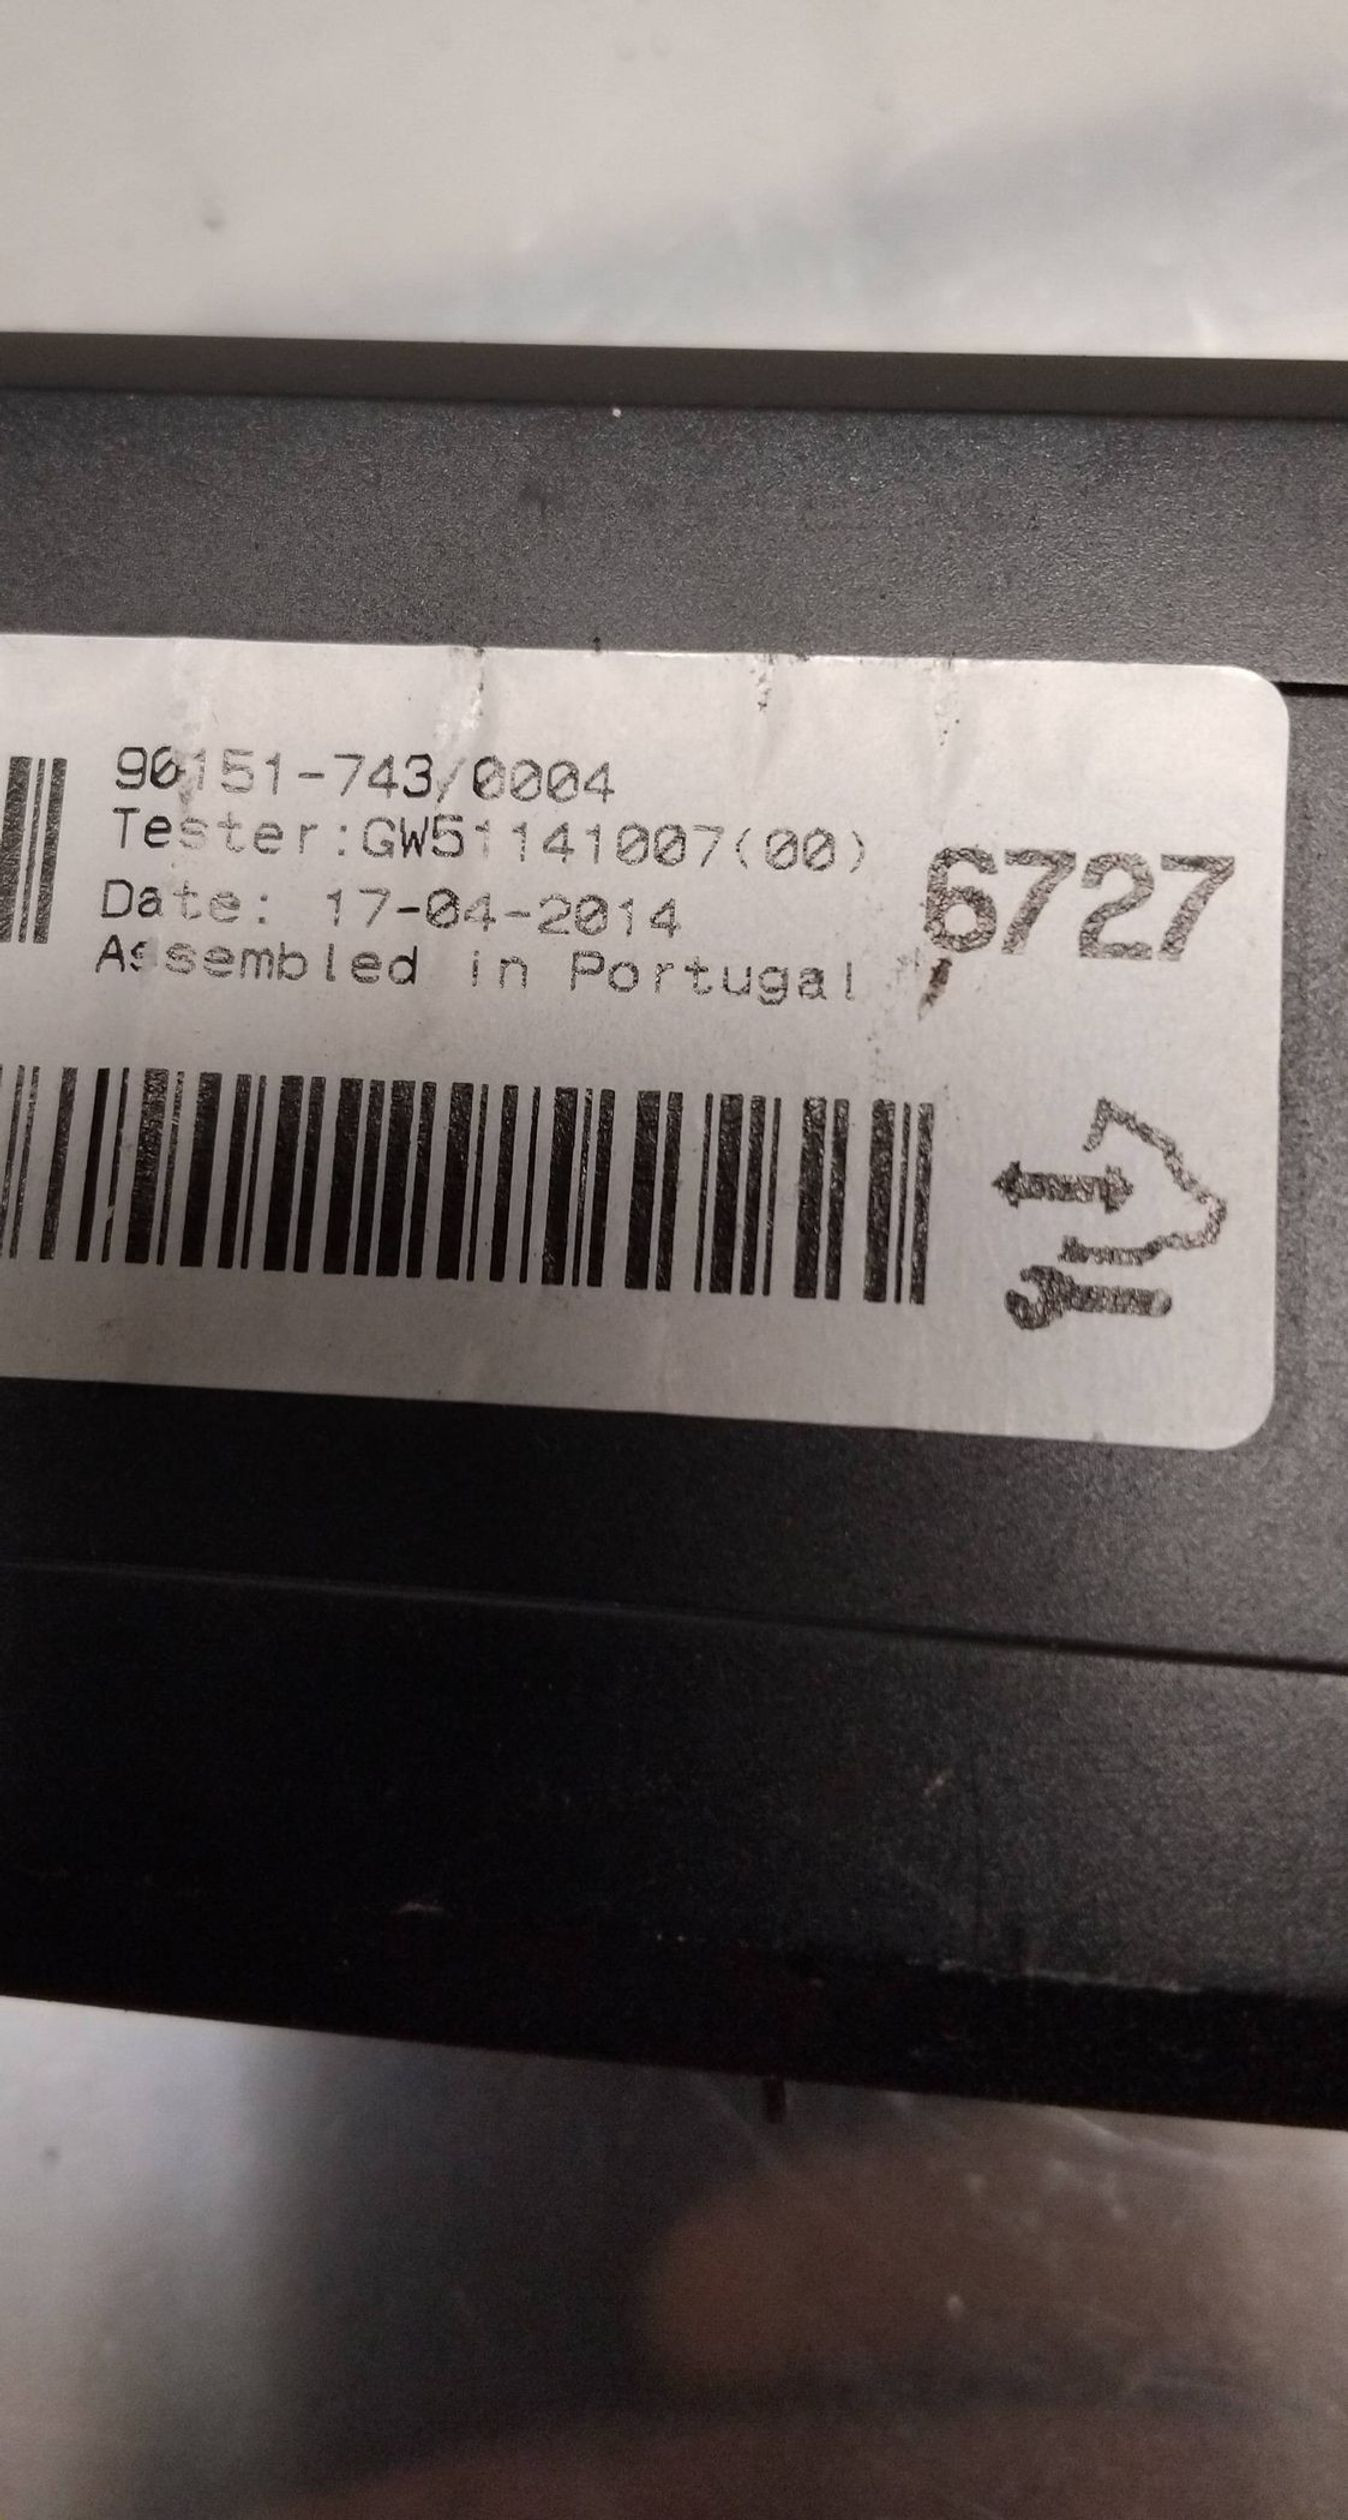 90151-743/0004
Tester:GW51141007(00)
6727
Date: 17-04-2014
Assembled in Portugal